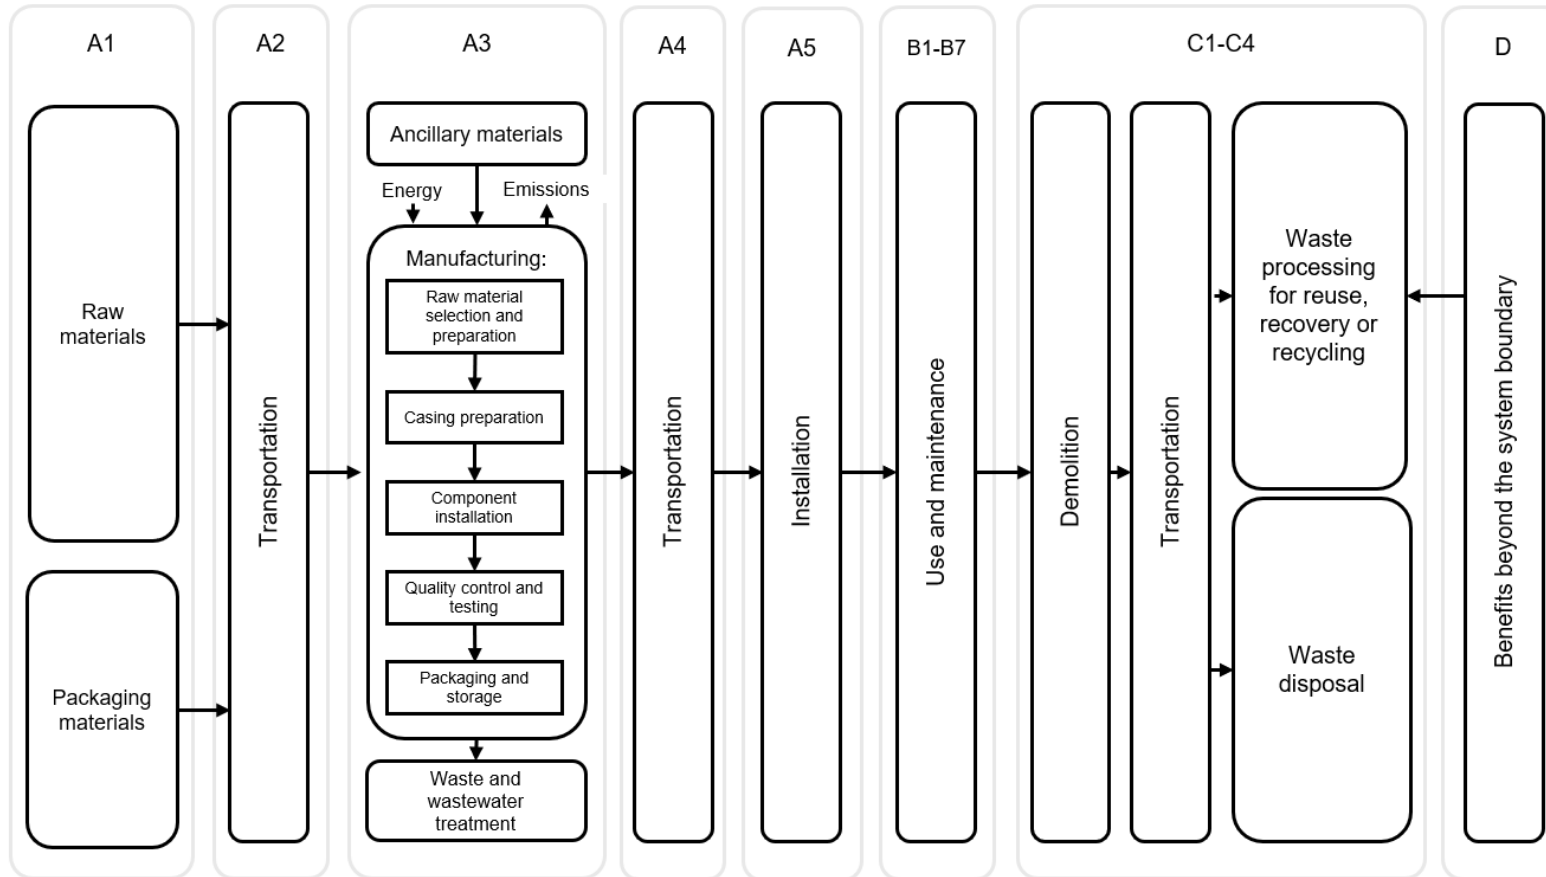 A1
Raw
materials
Packaging
materials
A2
Transportation
A3
Ancillary materials
Energy
Emissions
Manufacturing:
Raw material
selection and
preparation
Casing preparation
Component
installation
Quality control and
testing
Packaging and
storage
Waste and
wastewater
treatment
A4
Transportation
A5
Installation
B1-B7
Use and maintenance
C1-C4
Demolition
Transportation
Waste
processing
for reuse,
recovery or
recycling
Waste
disposal
D
Benefits beyond the system boundary